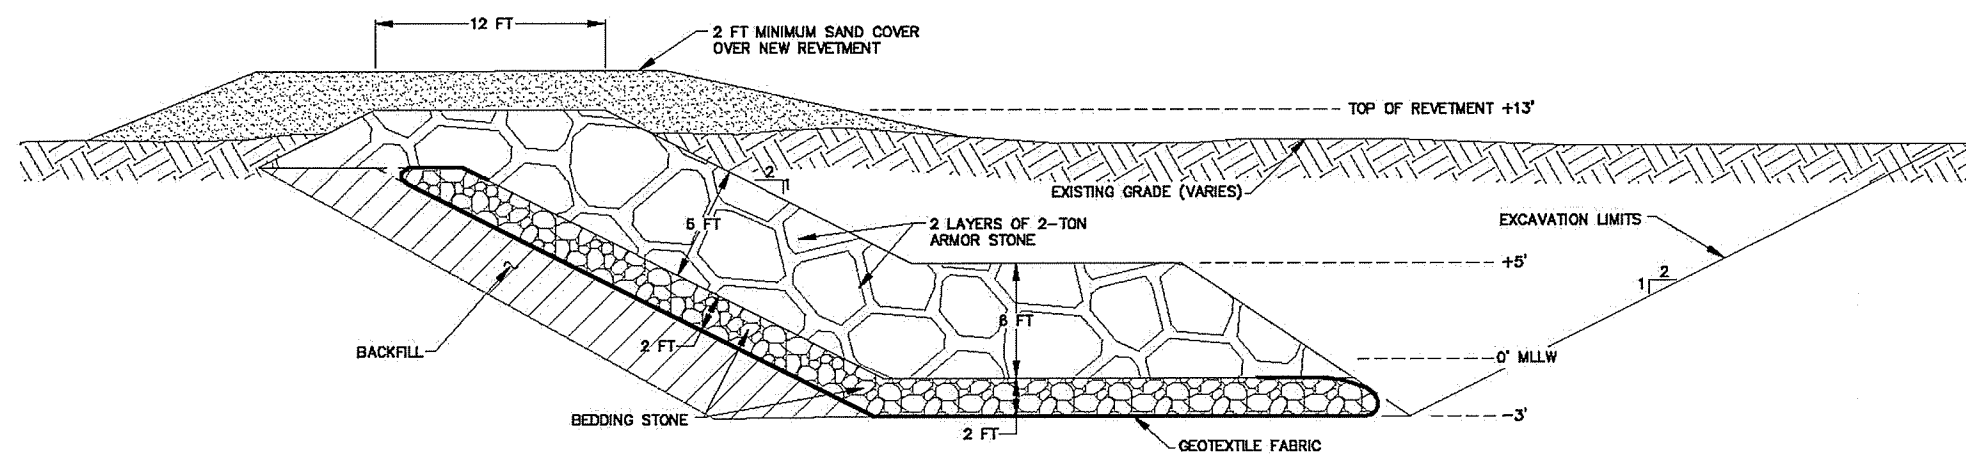 12 FT
2 FT MINIMUM SAND COVER
OVER NEW REVETMENT
TOP OF REVETMENT +13'
2
1
EXISTING GRADE (VARIES)
5 FT
2 LAYERS OF 2-TON
ARMOR STONE
EXCAVATION LIMITS
+5'
2
1
6 FT
2 FT
BACKFILL
0' MLLW
BEDDING STONE
-3'
2 FT
GEOTEXTILE FABRIC